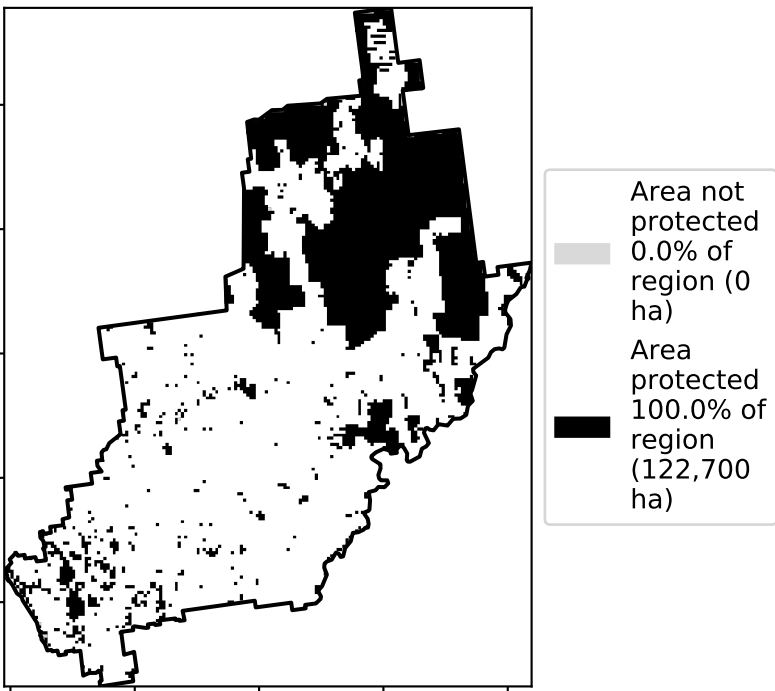 Area not
protected
0.0% of
region (0
ha)
Area
protected
100.0% of
region
(122,700
ha)